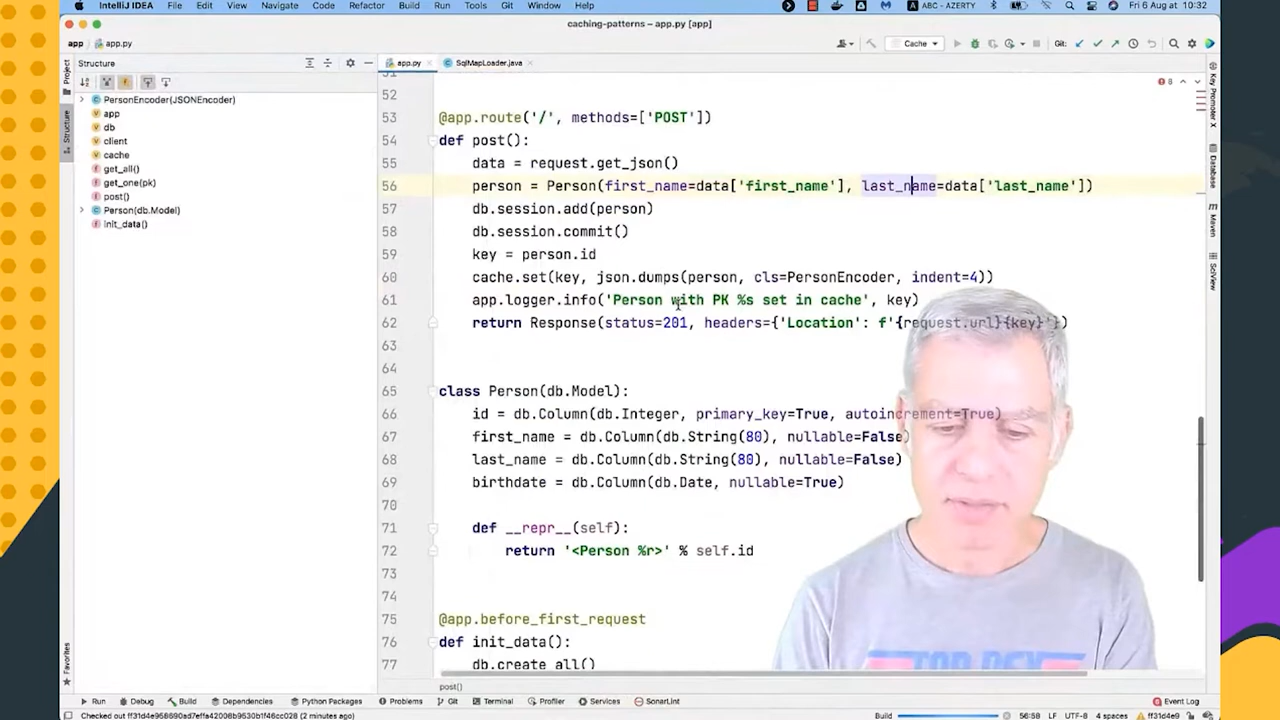 IntelliJ IDEA File Edit View Navigate Code Refactor Build Run Tools Git Window Help ABC - AZERTY Fri 6 Aug at 10:32
caching-patterns – app.py [app]
app app.py Cache Git:
Structure
app.py SqlMapLoader.java
Project
Structure
Favorites
PersonEncoder(JSONEncoder)
app
db
client
cache
get_all()
get_one(pk)
post()
Person(db.Model)
init_data()
8
51
52
53 @app.route('/', methods=['POST'])
54 def post():
55 data = request.get_json()
56 person = Person(first_name=data['first_name'], last_name=data['last_name'])
57 db.session.add(person)
58 db.session.commit()
59 key = person.id
60 cache.set(key, json.dumps(person, cls=PersonEncoder, indent=4))
61 app.logger.info('Person with PK %s set in cache', key)
62 return Response(status=201, headers={'Location': f'{request.url}{key}'})
63
64
65 class Person(db.Model):
66 id = db.Column(db.Integer, primary_key=True, autoincrement=True)
67 first_name = db.Column(db.String(80), nullable=False)
68 last_name = db.Column(db.String(80), nullable=False)
69 birthdate = db.Column(db.Date, nullable=True)
70
71 def __repr__(self):
72 return '<Person %r>' % self.id
73
74
75 @app.before_first_request
76 def init_data():
77 db.create_all()
post()
Key Promoter X
Database
Maven
SciView
Run Debug Build Dependencies Python Packages Problems Git Terminal Profiler Services SonarLint Event Log
Build 56:58 LF UTF-8 4 spaces